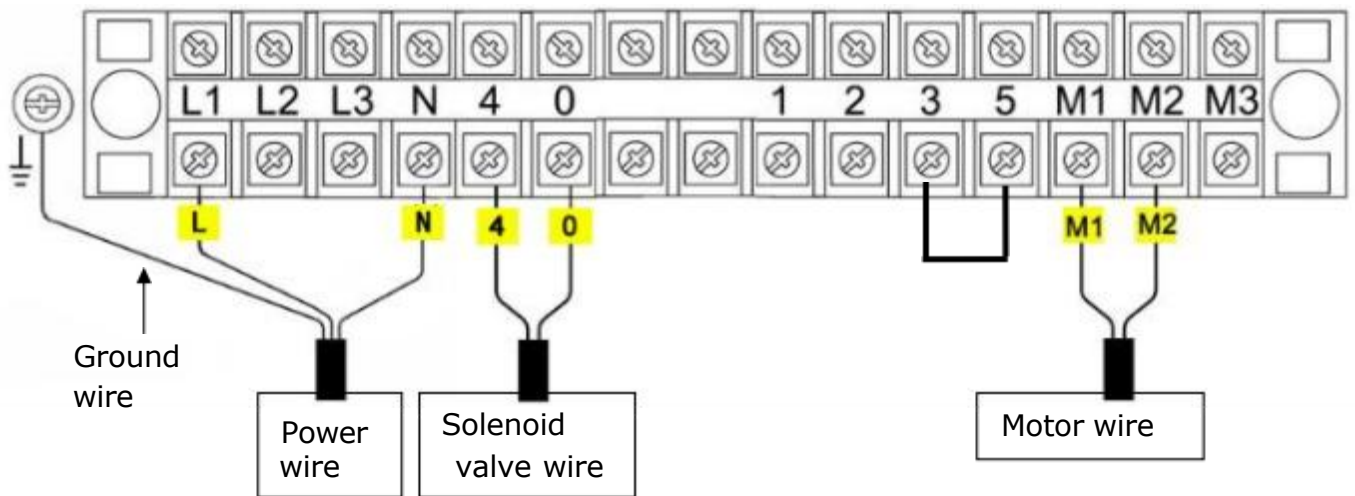 L1 L2 L3 N 4 0 1 2 3 5 M1 M2 M3
L N 4 0 M1 M2
Ground
wire
Power
wire
Solenoid
valve wire
Motor wire